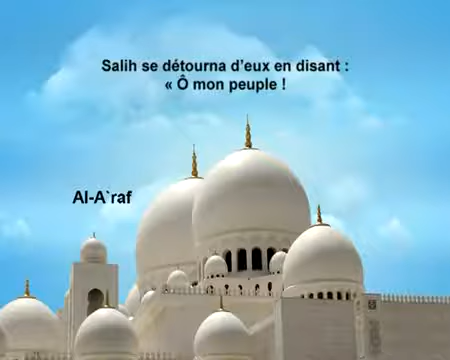 Salih se détourna d'eux en disant :
« Ô mon peuple !
Al-A`raf